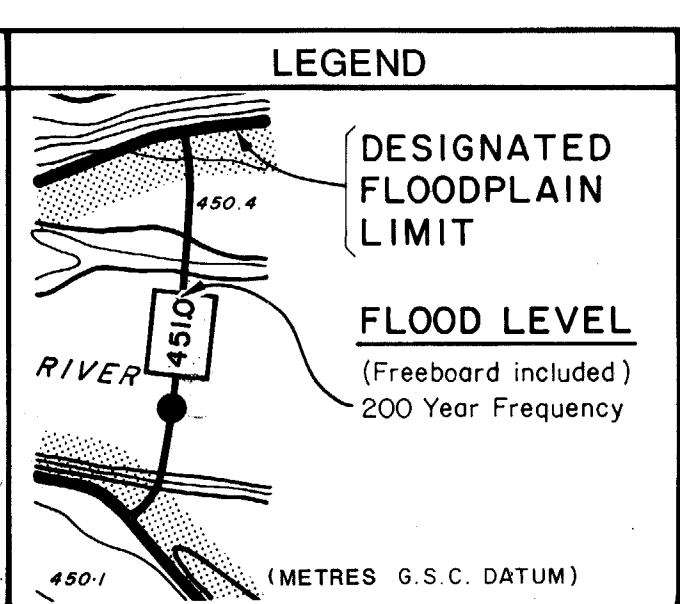 LEGEND
DESIGNATED
FLOODPLAIN
LIMIT
450.4
451.0
FLOOD LEVEL
(Freeboard included)
200 Year Frequency
RIVER
450.1
(METRES G.S.C. DATUM)